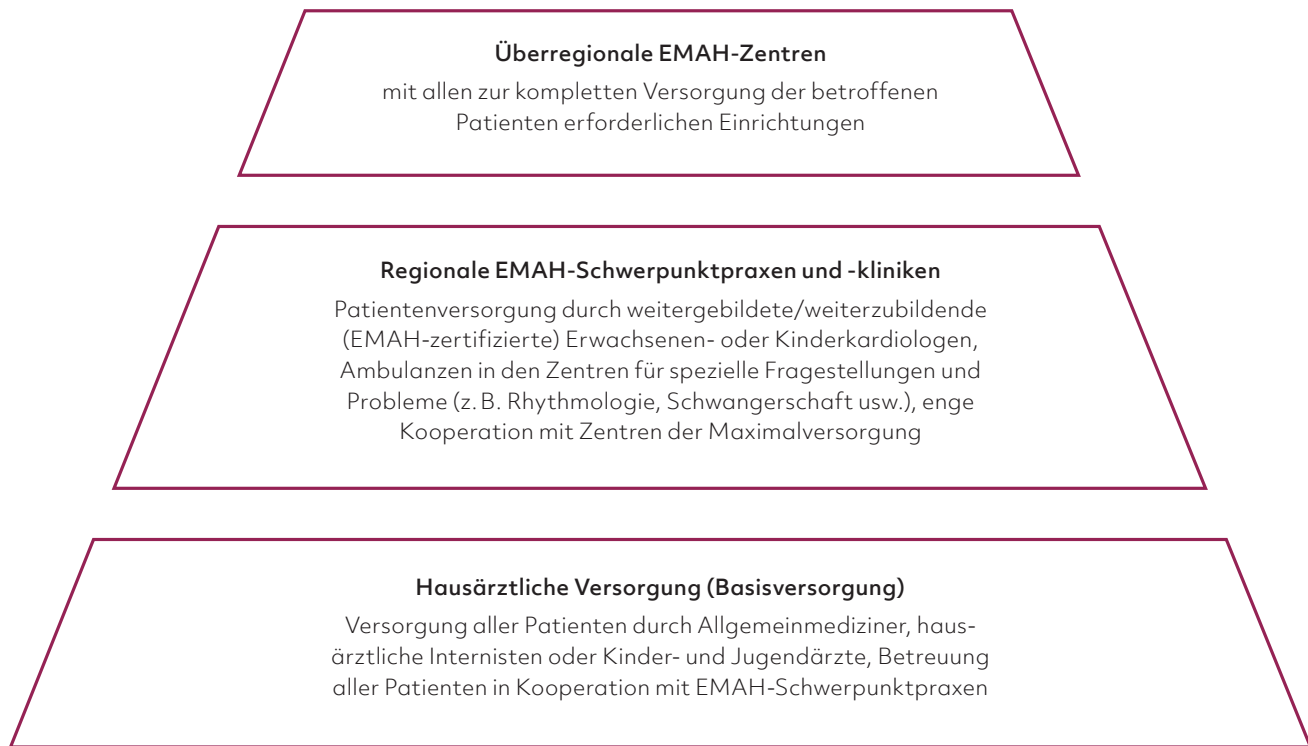 Überregionale EMAH-Zentren
mit allen zur kompletten Versorgung der betroffenen
Patienten erforderlichen Einrichtungen
Regionale EMAH-Schwerpunktpraxen und -kliniken
Patientenversorgung durch weitergebildete/weiterzubildende
(EMAH-zertifizierte) Erwachsenen- oder Kinderkardiologen,
Ambulanzen in den Zentren für spezielle Fragestellungen und
Probleme (z. B. Rhythmologie, Schwangerschaft usw.), enge
Kooperation mit Zentren der Maximalversorgung
Hausärztliche Versorgung (Basisversorgung)
Versorgung aller Patienten durch Allgemeinmediziner, haus-
ärztliche Internisten oder Kinder- und Jugendärzte, Betreuung
aller Patienten in Kooperation mit EMAH-Schwerpunktpraxen